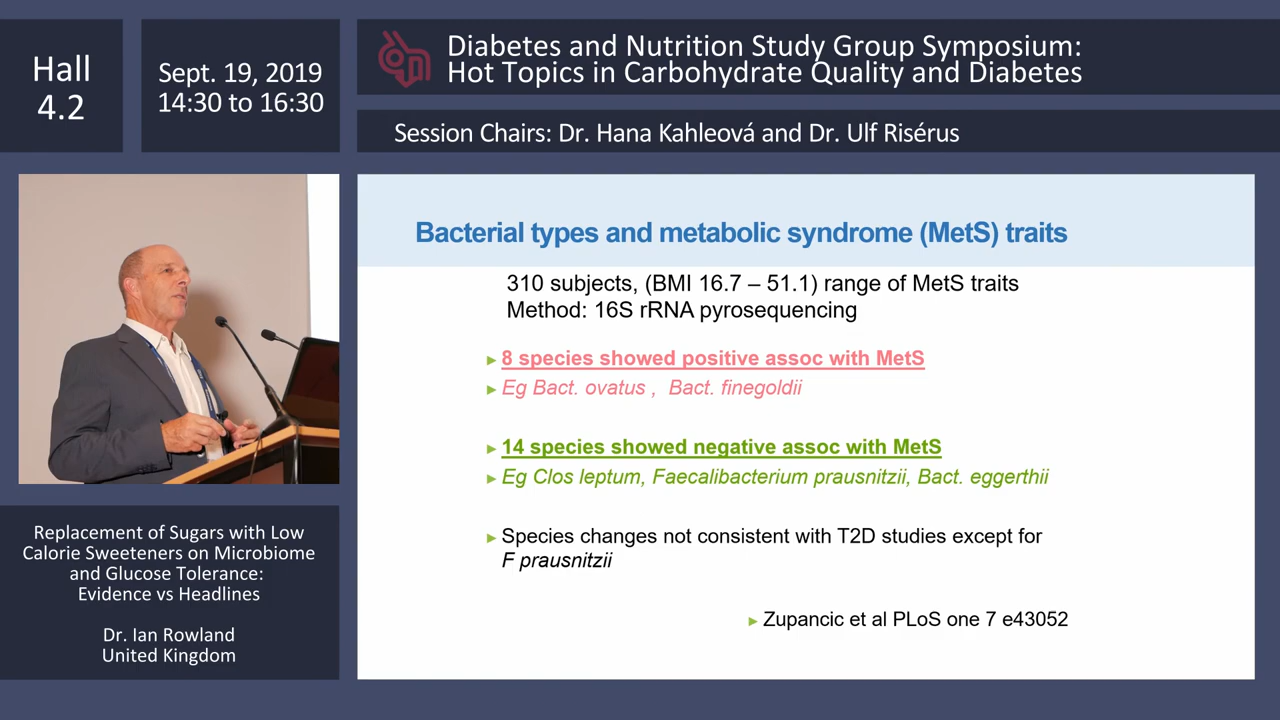 Hall
4.2
Sept. 19, 2019
14:30 to 16:30
Diabetes and Nutrition Study Group Symposium:
Hot Topics in Carbohydrate Quality and Diabetes
Session Chairs: Dr. Hana Kahleová and Dr. Ulf Risérus
Bacterial types and metabolic syndrome (MetS) traits
310 subjects, (BMI 16.7 – 51.1) range of MetS traits
Method: 16S rRNA pyrosequencing
8 species showed positive assoc with MetS
Eg Bact. ovatus , Bact. finegoldii
14 species showed negative assoc with MetS
Eg Clos leptum, Faecalibacterium prausnitzii, Bact. eggerthii
Species changes not consistent with T2D studies except for
F prausnitzii
Zupancic et al PLoS one 7 e43052
Replacement of Sugars with Low
Calorie Sweeteners on Microbiome
and Glucose Tolerance:
Evidence vs Headlines
Dr. Ian Rowland
United Kingdom